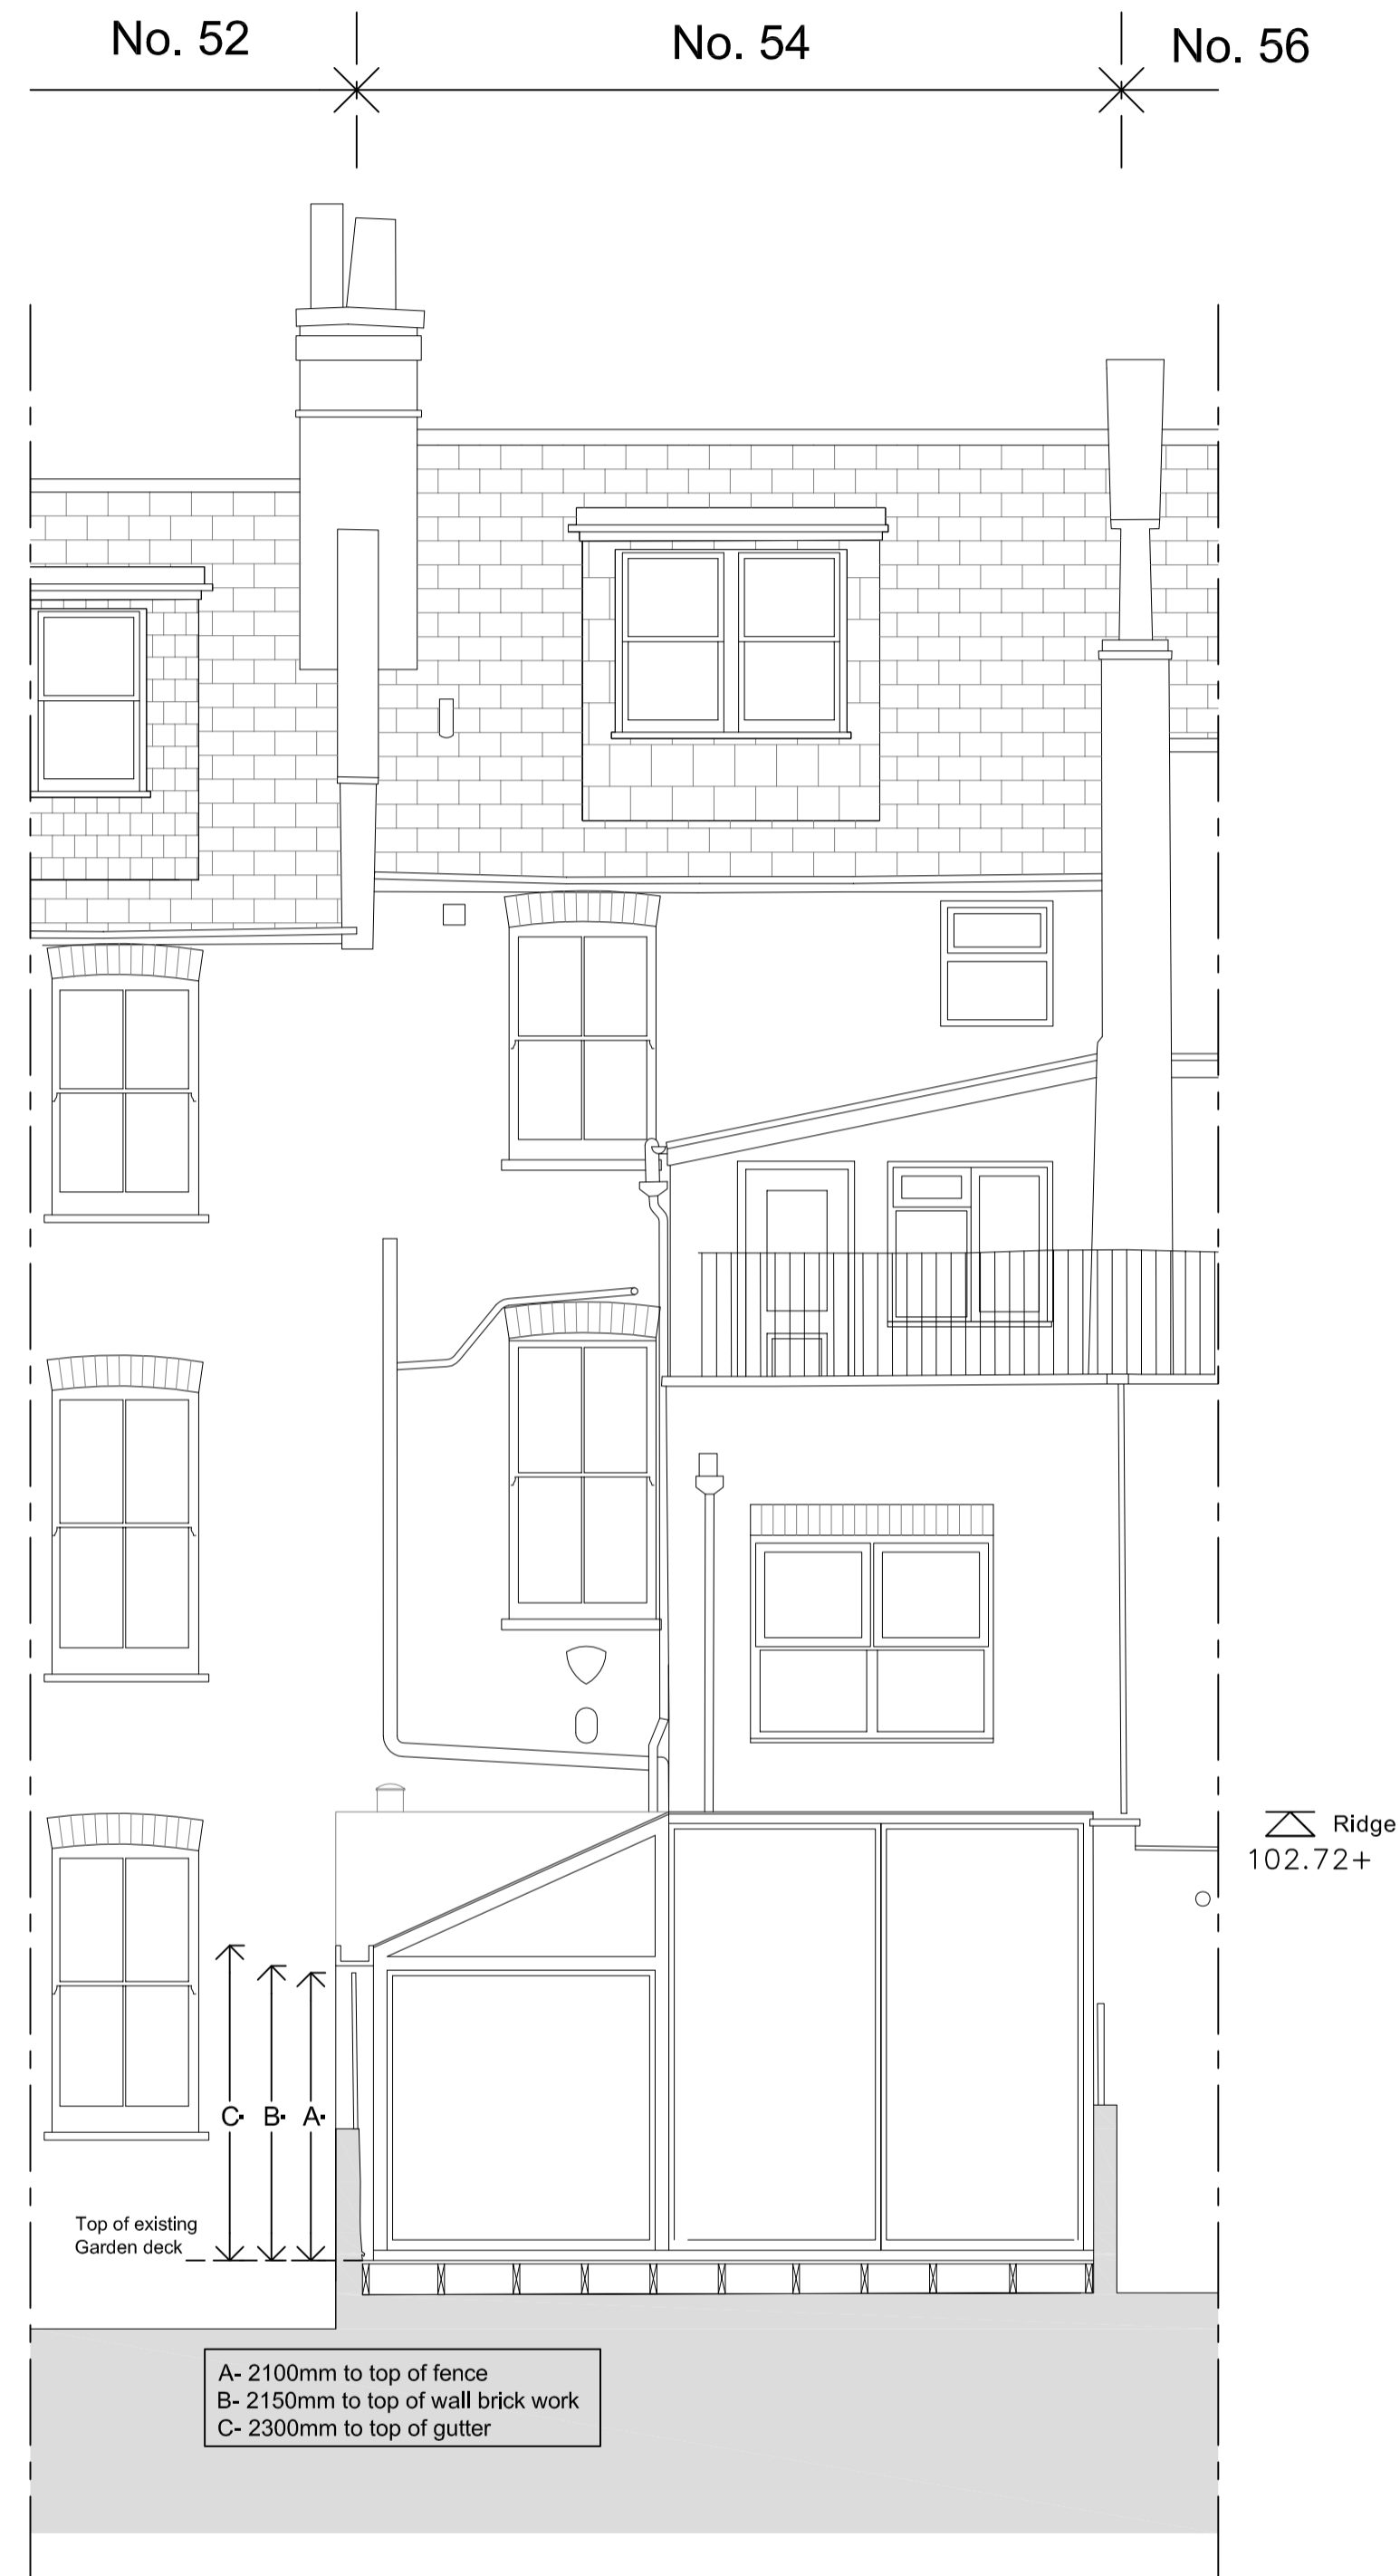 No. 52
No. 54
No. 56
Ridge
102.72+
C-
B-
A-
Top of existing
Garden deck
A- 2100mm to top of fence
B- 2150mm to top of wall brick work
C- 2300mm to top of gutter